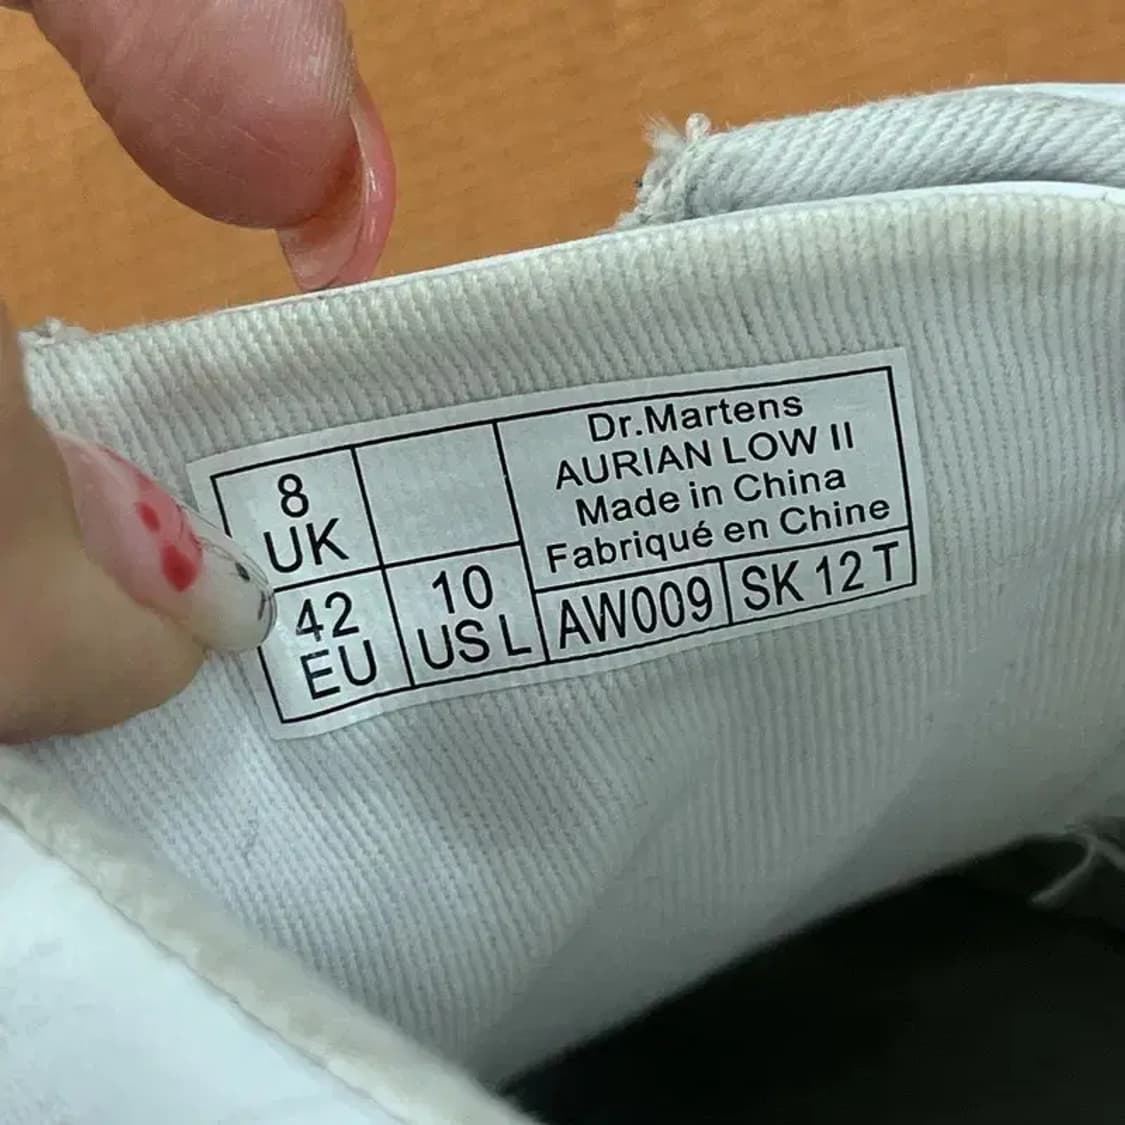 8
UK
42
EU
10
US L
Dr.Martens
AURIAN LOW II
Made in China
Fabriqué en Chine
AW009
SK 12 T